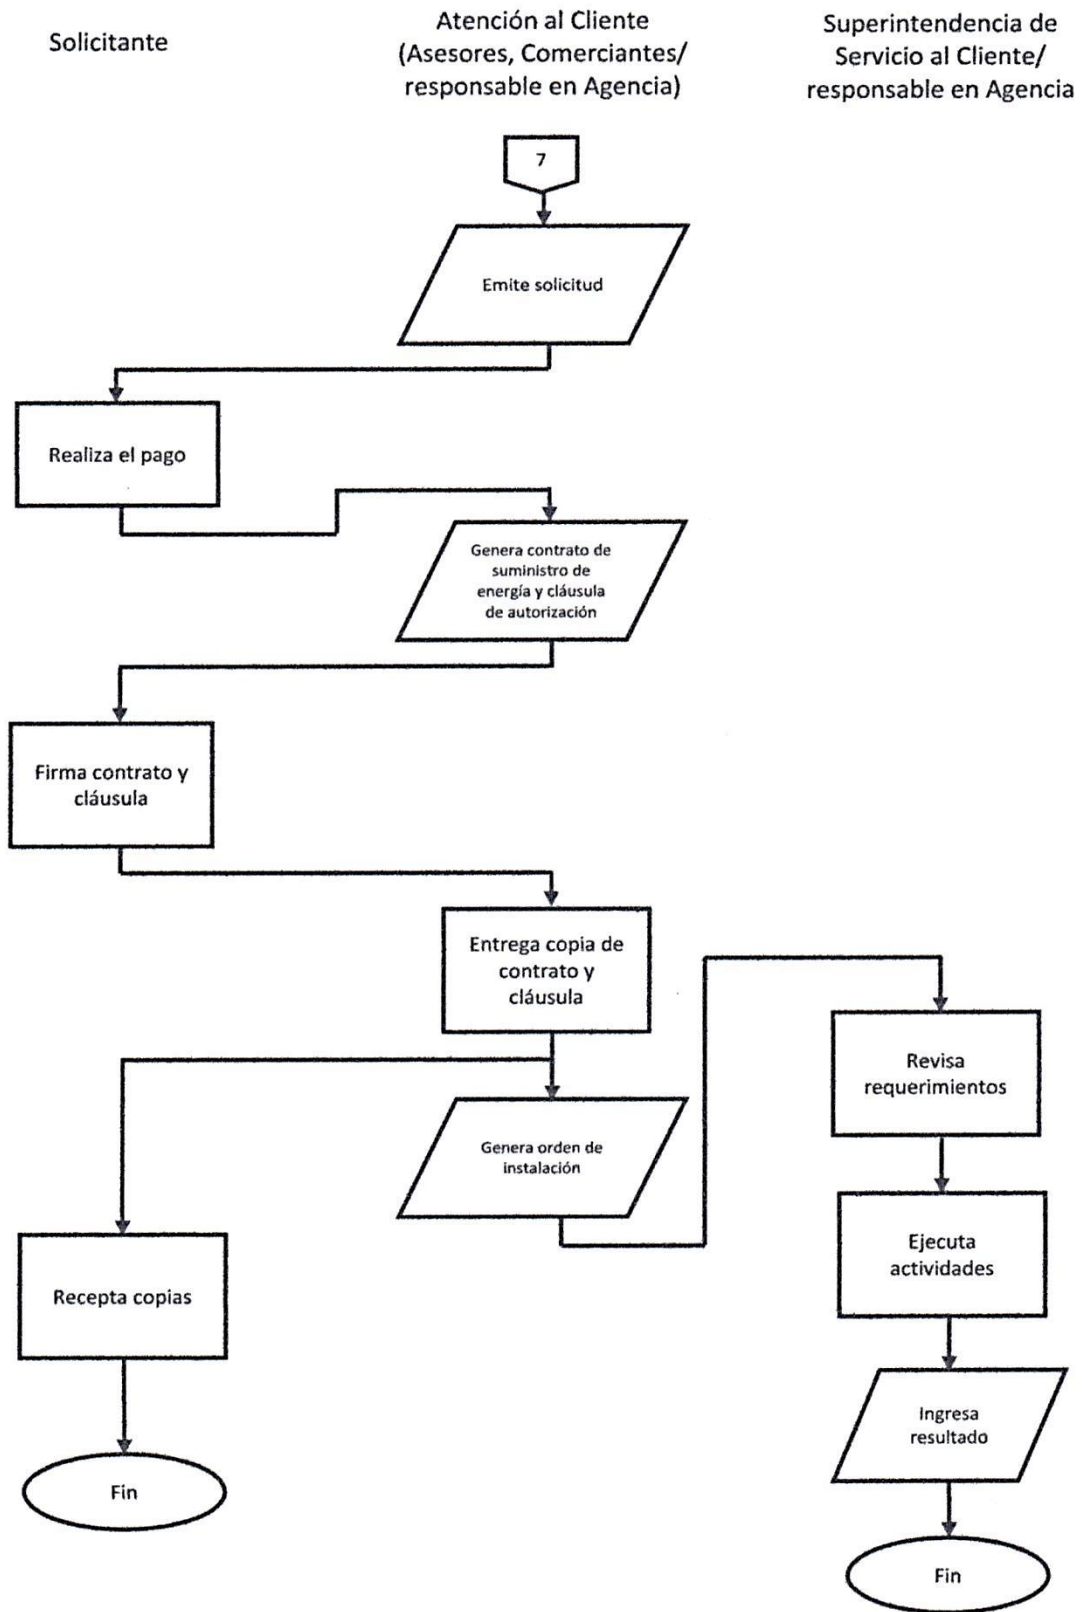 Solicitante
Atención al Cliente
(Asesores, Comerciantes/
responsable en Agencia)
Superintendencia de
Servicio al Cliente/
responsable en Agencia
7
Emite solicitud
Realiza el pago
Genera contrato de
suministro de
energía y cláusula
de autorización
Firma contrato y
cláusula
Entrega copia de
contrato y
cláusula
Revisa
requerimientos
Genera orden de
instalación
Ejecuta
actividades
Recepta copias
Ingresa
resultado
Fin
Fin